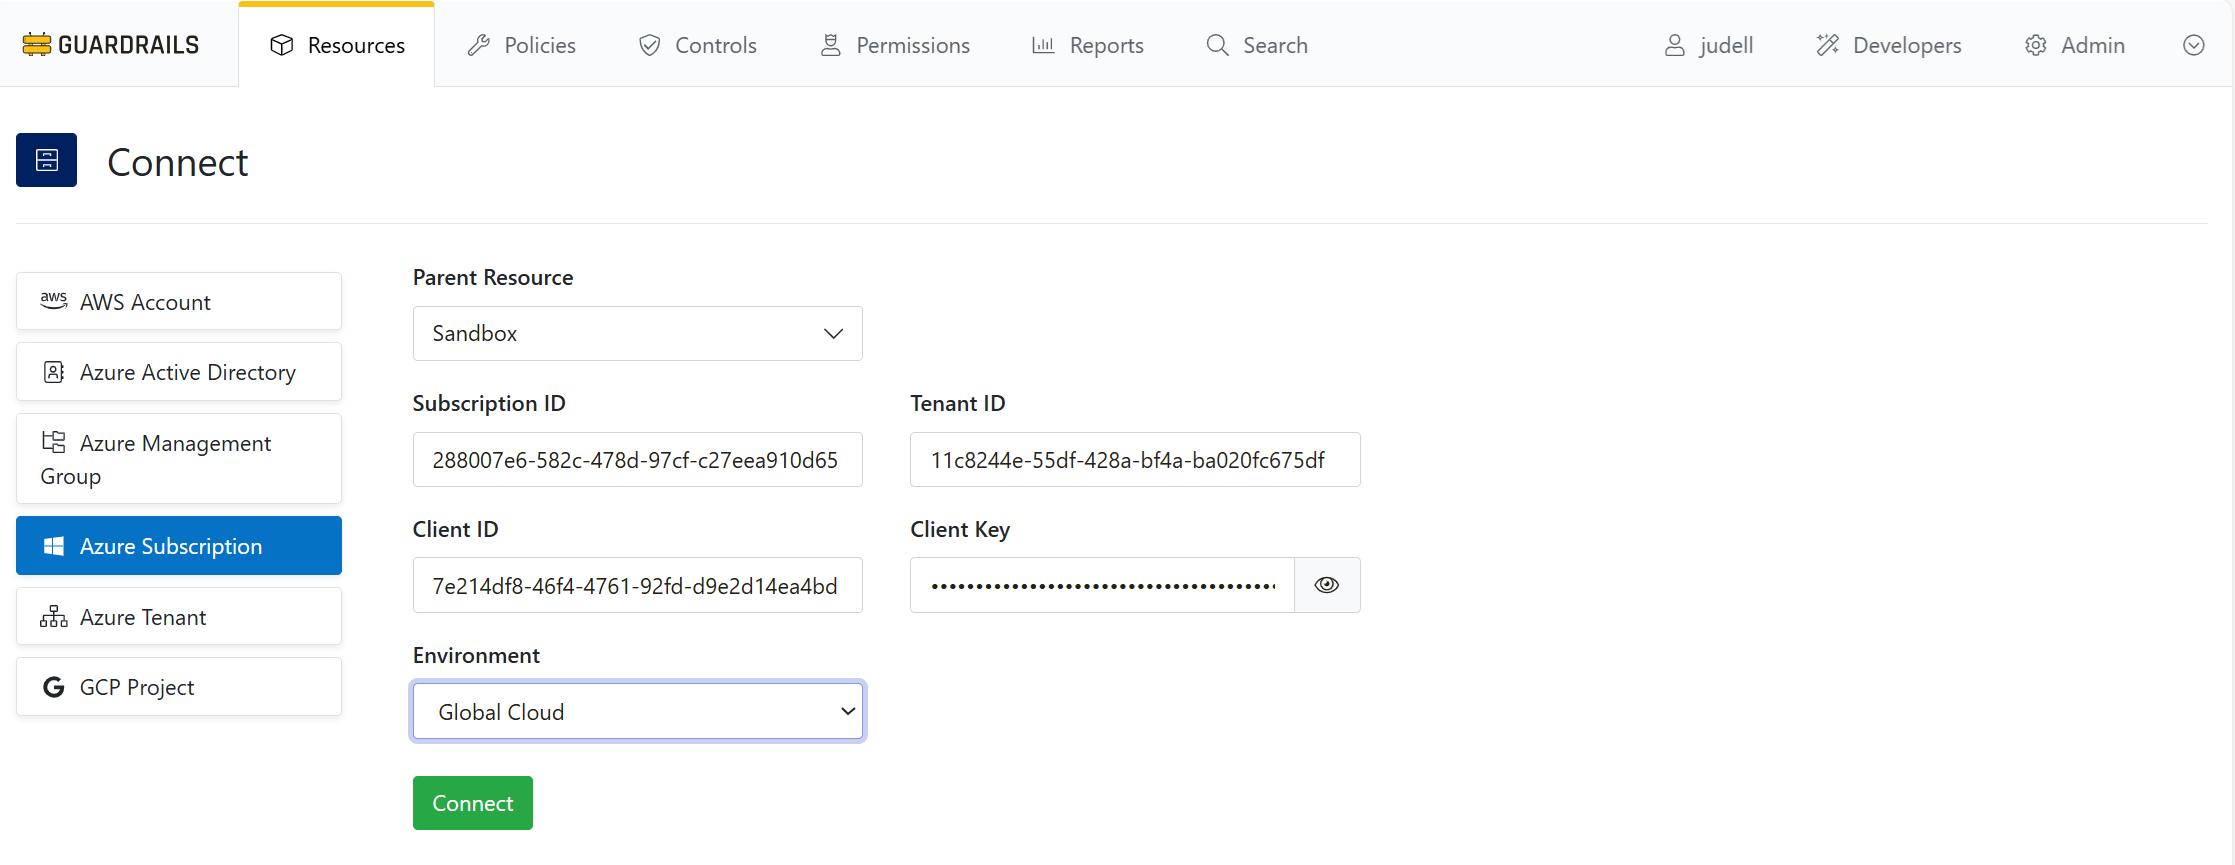 GUARDRAILS Resources Policies Controls Permissions Reports Search judell Developers Admin
Connect
aws AWS Account
Azure Active Directory
Azure Management
Group
Azure Subscription
Azure Tenant
G GCP Project
Parent Resource
Sandbox
Subscription ID Tenant ID
288007e6-582c-478d-97cf-c27eea910d65 11c8244e-55df-428a-bf4a-ba020fc675df
Client ID Client Key
7e214df8-46f4-4761-92fd-d9e2d14ea4bd ••••••••••••••••••••••••••••••••••••••
Environment
Global Cloud
Connect